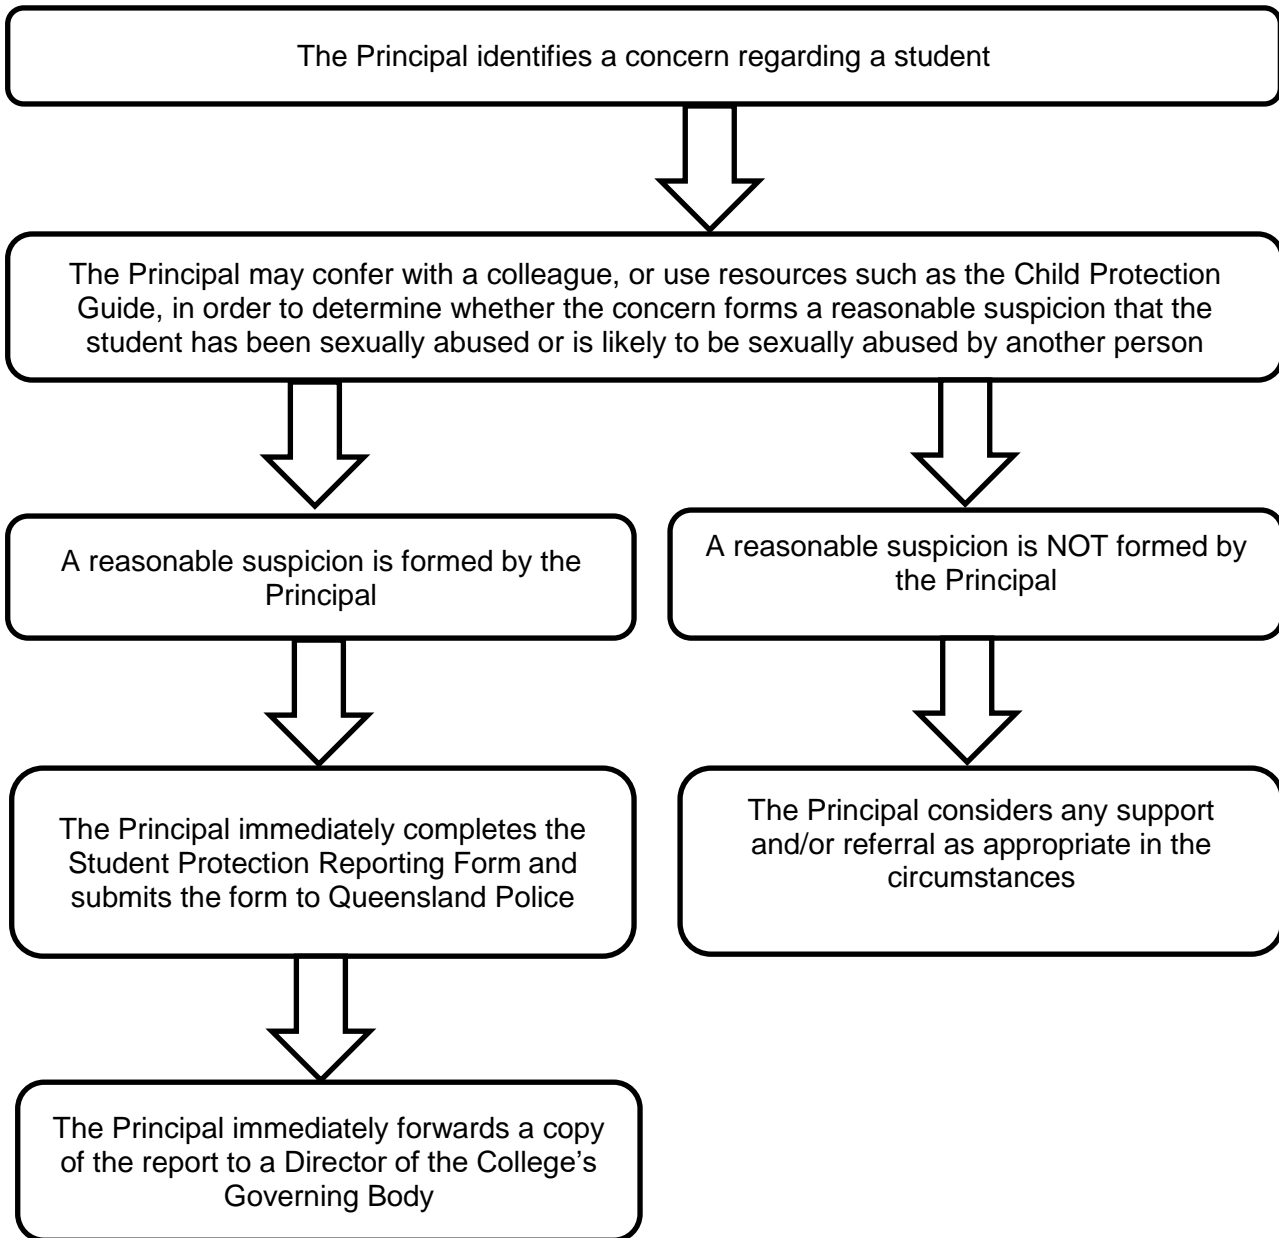 The Principal identifies a concern regarding a student
The Principal may confer with a colleague, or use resources such as the Child Protection
Guide, in order to determine whether the concern forms a reasonable suspicion that the
student has been sexually abused or is likely to be sexually abused by another person
A reasonable suspicion is formed by the
Principal
A reasonable suspicion is NOT formed by
the Principal
The Principal immediately completes the
Student Protection Reporting Form and
submits the form to Queensland Police
The Principal considers any support
and/or referral as appropriate in the
circumstances
The Principal immediately forwards a copy
of the report to a Director of the College’s
Governing Body